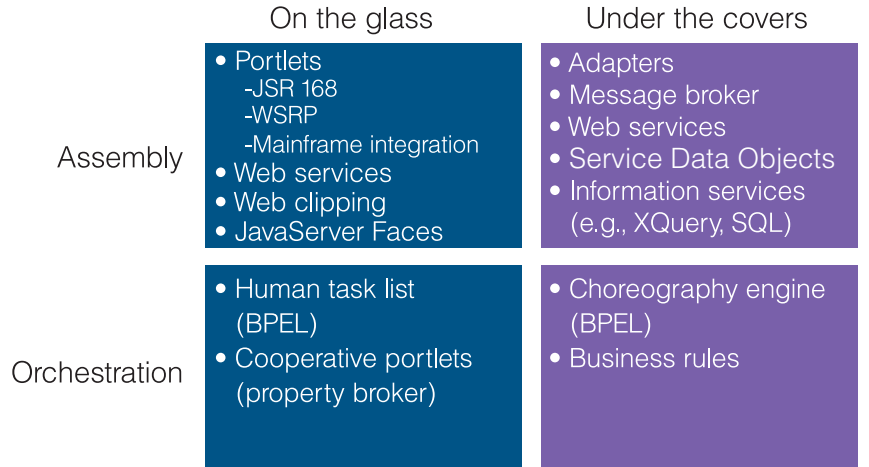 On the glass
Under the covers
Assembly
• Portlets
-JSR 168
-WSRP
-Mainframe integration
• Web services
• Web clipping
• JavaServer Faces
• Adapters
• Message broker
• Web services
• Service Data Objects
• Information services
(e.g., XQuery, SQL)
Orchestration
• Human task list
(BPEL)
• Cooperative portlets
(property broker)
• Choreography engine
(BPEL)
• Business rules